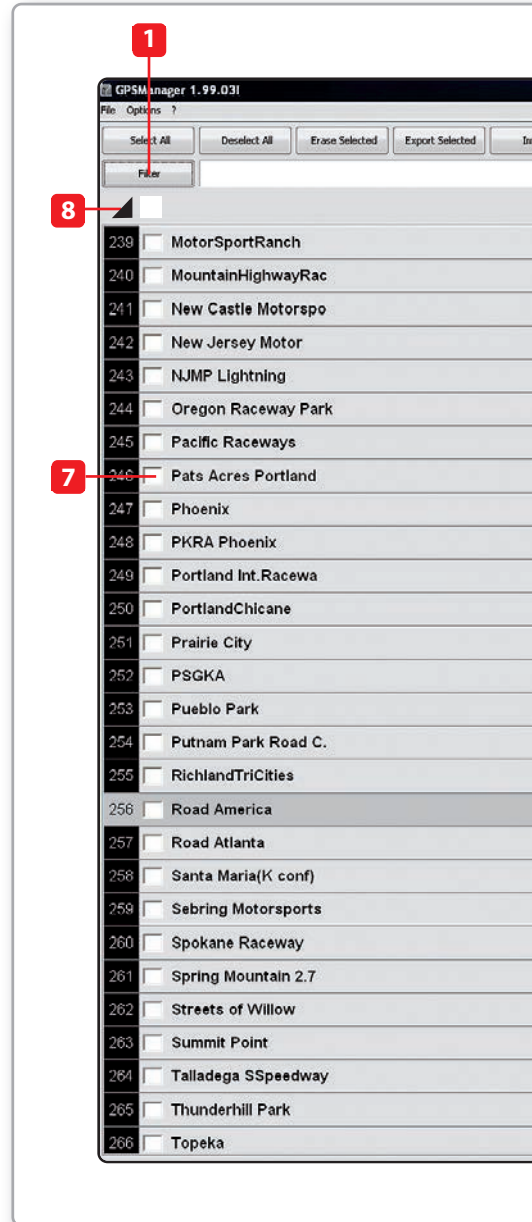 1
GPSManager 1.99.03l
File Options ?
Select All Deselect All Erase Selected Export Selected
Filter
8
239 MotorSportRanch
240 MountainHighwayRac
241 New Castle Motorspo
242 New Jersey Motor
243 NJMP Lightning
244 Oregon Raceway Park
245 Pacific Raceways
7 246 Pats Acres Portland
247 Phoenix
248 PKRA Phoenix
249 Portland Int.Racewa
250 PortlandChicane
251 Prairie City
252 PSGKA
253 Pueblo Park
254 Putnam Park Road C.
255 RichlandTriCities
256 Road America
257 Road Atlanta
258 Santa Maria(K conf)
259 Sebring Motorsports
260 Spokane Raceway
261 Spring Mountain 2.7
262 Streets of Willow
263 Summit Point
264 Talladega SSpeedway
265 Thunderhill Park
266 Topeka